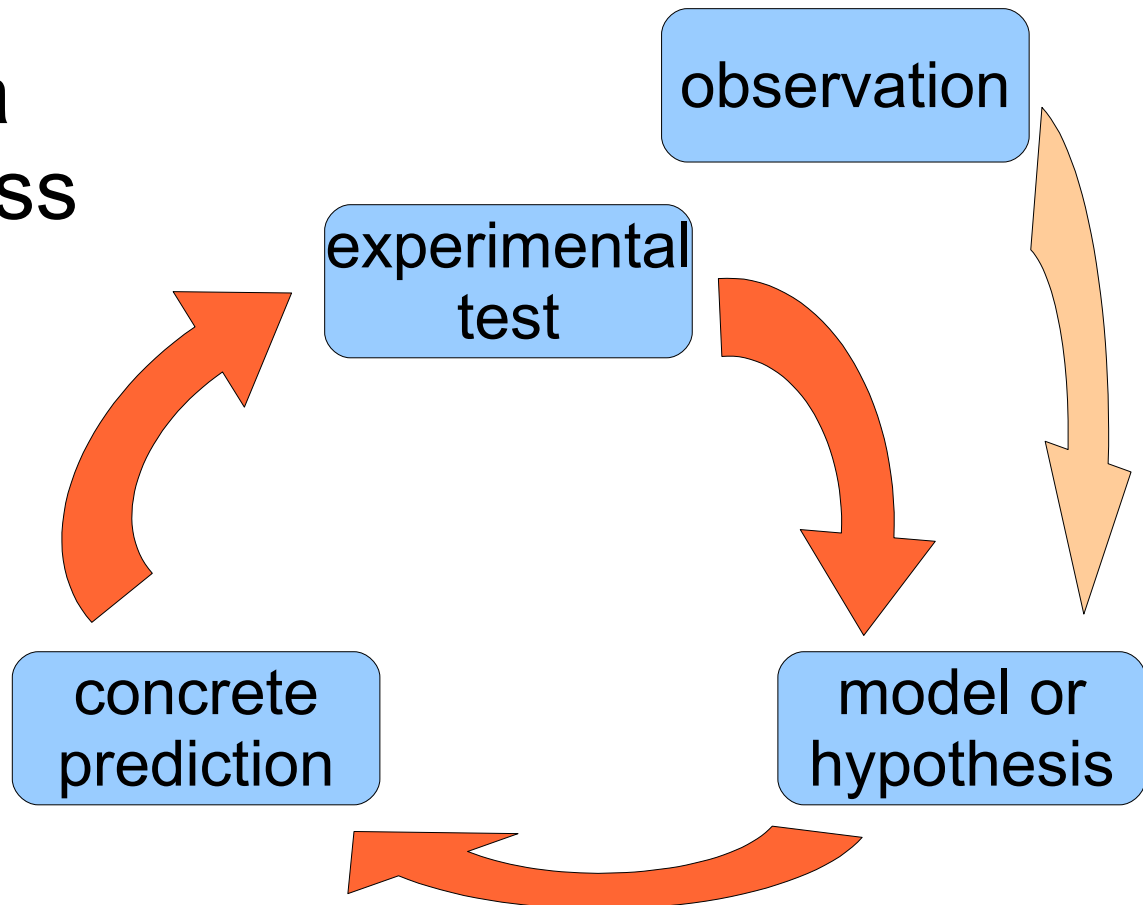 observation
experimental
test
concrete
prediction
model or
hypothesis